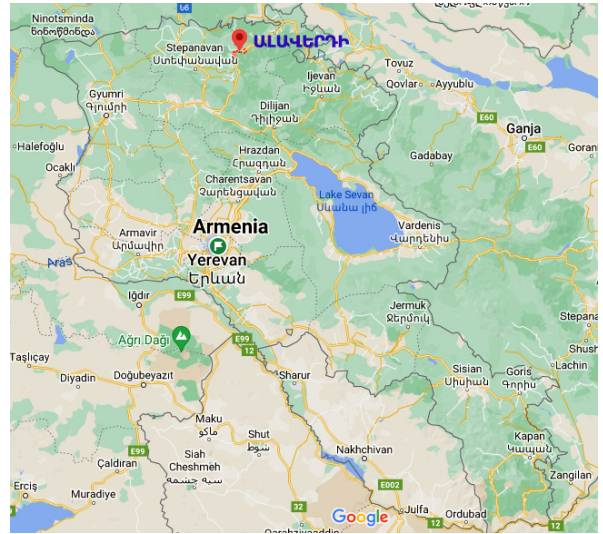 Ninotsminda
ნინოწმინდა
Stepanavan
Ստեփանավան
ԱԼԱՎԵՐԴԻ
Tovuz
Ijevan
Իջևան
Qovlar
Ayyublu
Gyumri
Գյումրի
Dilijan
Դիլիջան
E60
Ganja
E60
Goran
Halefoğlu
Ocaklı
Hrazdan
Հրազդան
Gadabay
Charentsavan
Չարենցավան
Lake Sevan
Սևանա լիճ
Armavir
Արմավիր
Armenia
Vardenis
Վարդենիս
Yerevan
Երևան
Aras
Iğdır
E99
Jermuk
Ջերմուկ
Stepana
Ağrı Dağı
E99
12
Shush
Taşlıçay
Diyadin
Doğubeyazıt
Sharur
Sisian
Սիսիան
Goris
Գորիս
Lachin
Maku
ماکو
Shut
شوط
Kapan
Կապան
E99
Siah
Cheshmeh
سیه چشمه
Nakhchivan
Çaldıran
Zangilan
Erciş
Muradiye
E002
32
Google
Julfa
Ordubad
12
12
Qarahziaeddin